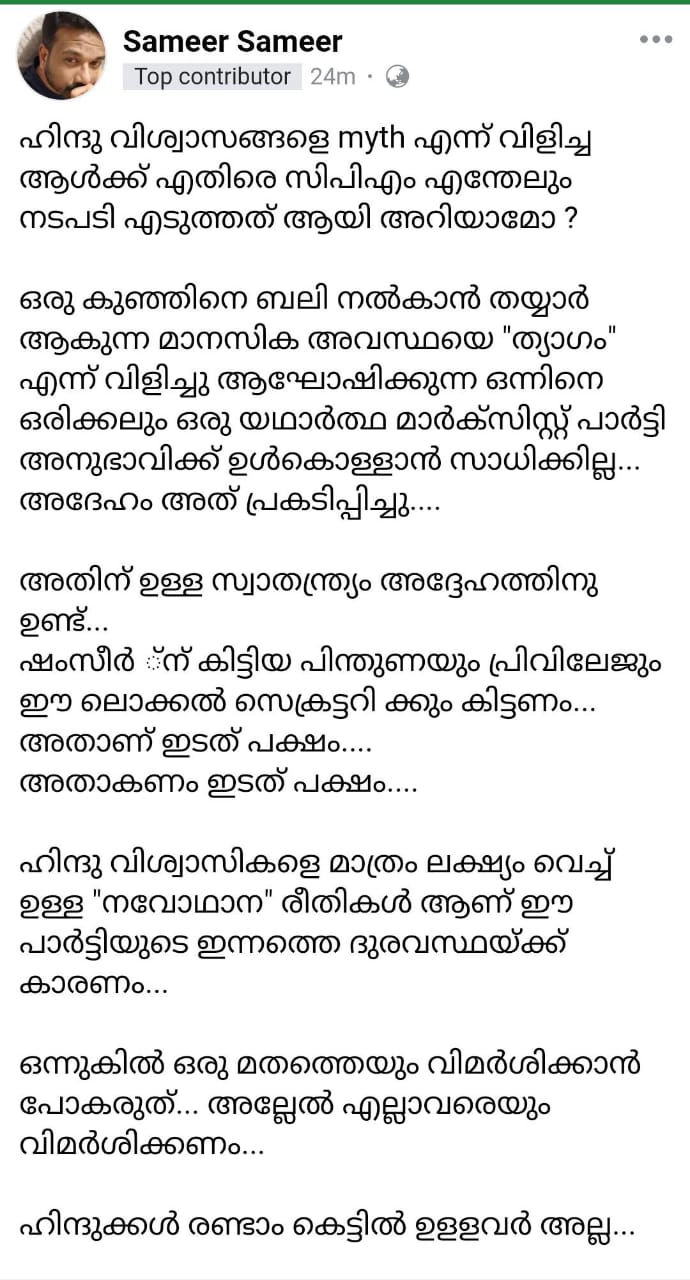 Sameer Sameer
Top contributor 24m ·
ഹിന്ദു വിശ്വാസങ്ങളെ myth എന്ന് വിളിച്ച
ആൾക്ക് എതിരെ സിപിഎം എന്തേലും
നടപടി എടുത്തത് ആയി അറിയാമോ ?
ഒരു കുഞ്ഞിനെ ബലി നൽകാൻ തയ്യാർ
ആകുന്ന മാനസിക അവസ്ഥയെ "ത്യാഗം"
എന്ന് വിളിച്ചു ആഘോഷിക്കുന്ന ഒന്നിനെ
ഒരിക്കലും ഒരു യഥാർത്ഥ മാർക്സിസ്റ്റ് പാർട്ടി
അനുഭാവിക്ക് ഉൾകൊള്ളാൻ സാധിക്കില്ല...
അദേഹം അത് പ്രകടിപ്പിച്ചു....
അതിന് ഉള്ള സ്വാതന്ത്ര്യം അദ്ദേഹത്തിനു
ഉണ്ട്...
ഷംസീർ ്ന് കിട്ടിയ പിന്തുണയും പ്രിവിലേജും
ഈ ലൊക്കൽ സെക്രട്ടറി ക്കും കിട്ടണം...
അതാണ് ഇടത് പക്ഷം....
അതാകണം ഇടത് പക്ഷം....
ഹിന്ദു വിശ്വാസികളെ മാത്രം ലക്ഷ്യം വെച്ച്
ഉള്ള "നവോഥാന" രീതികൾ ആണ് ഈ
പാർട്ടിയുടെ ഇന്നത്തെ ദുരവസ്ഥയ്ക്ക്
കാരണം...
ഒന്നുകിൽ ഒരു മതത്തെയും വിമർശിക്കാൻ
പോകരുത്... അല്ലേൽ എല്ലാവരെയും
വിമർശിക്കണം...
ഹിന്ദുക്കൾ രണ്ടാം കെട്ടിൽ ഉളളവർ അല്ല...